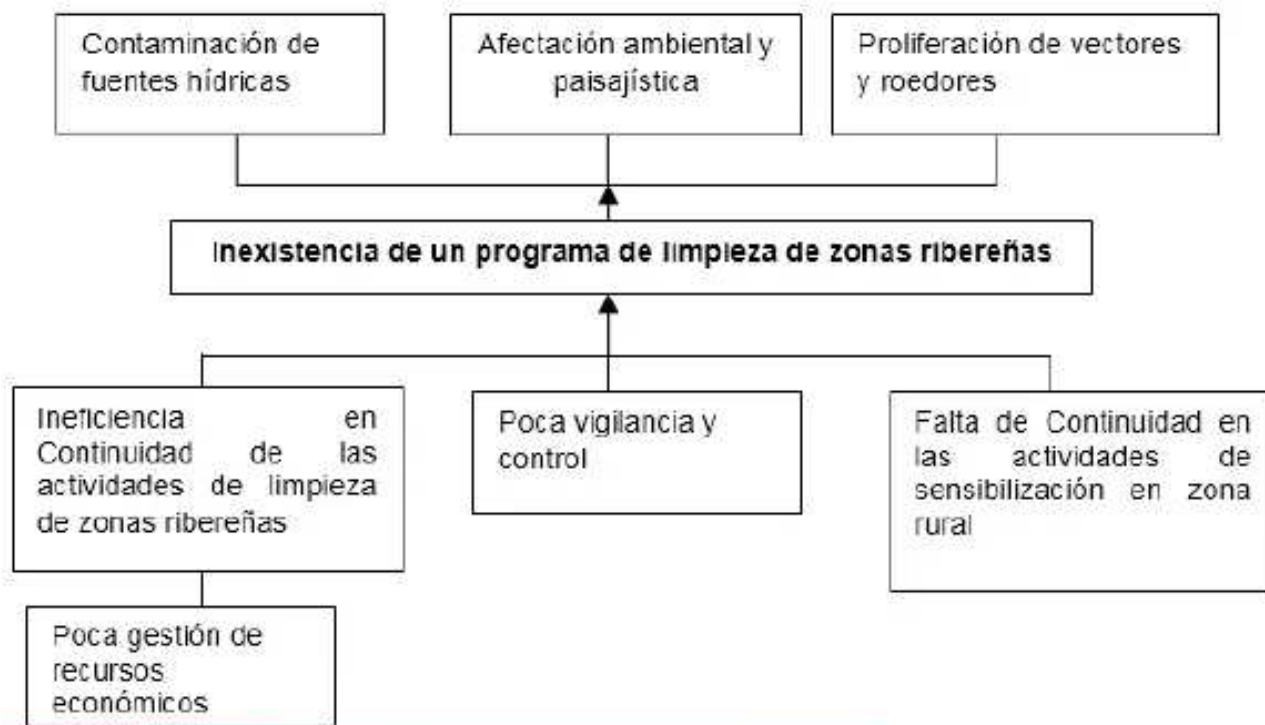 Contaminación de
fuentes hídricas
Afectación ambiental y
paisajística
Proliferación de vectores
y roedores
Inexistencia de un programa de limpieza de zonas ribereñas
Ineficiencia en
Continuidad de las
actividades de limpieza
de zonas ribereñas
Poca vigilancia y
control
Falta de Continuidad en
las actividades de
sensibilización en zona
rural
Poca gestión de
recursos
económicos